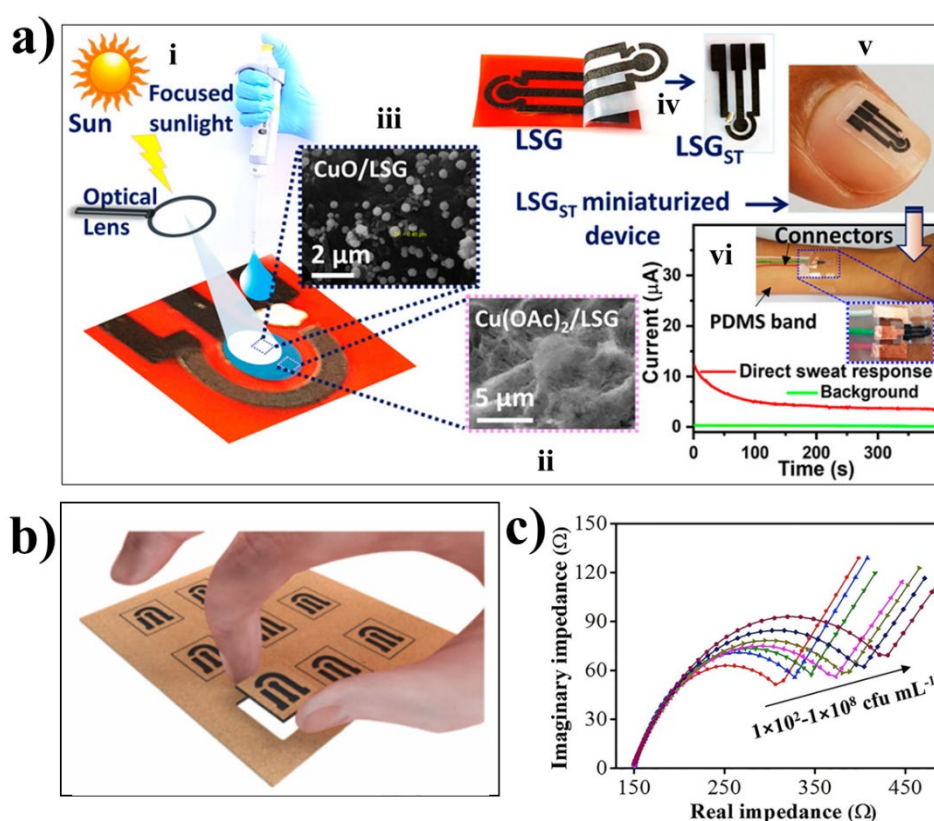 a)
i
Sun
Focused
sunlight
Optical
Lens
iii
CuO/LSG
2 μm
Cu(OAc)2/LSG
5 μm
ii
LSG
iv
LSGST
v
LSGST miniaturized
device
vi
Connectors
PDMS band
Direct sweat response
Background
Current (μA)
30
20
10
0
0 100 200 300
Time (s)
b)
c)
Imaginary impedance (Ω)
150
120
90
60
30
0
1×10²-1×10⁸ cfu mL⁻¹
150 250 350 450
Real impedance (Ω)